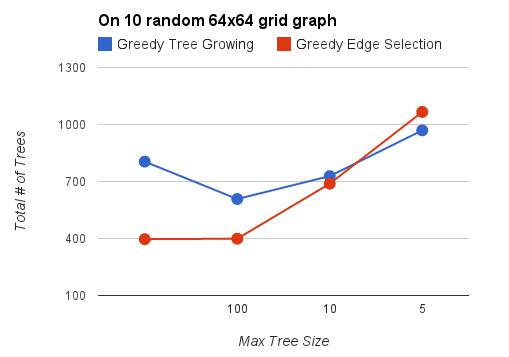 On 10 random 64x64 grid graph
Greedy Tree Growing Greedy Edge Selection
1300
1000
700
400
100
Total # of Trees
100 10 5
Max Tree Size